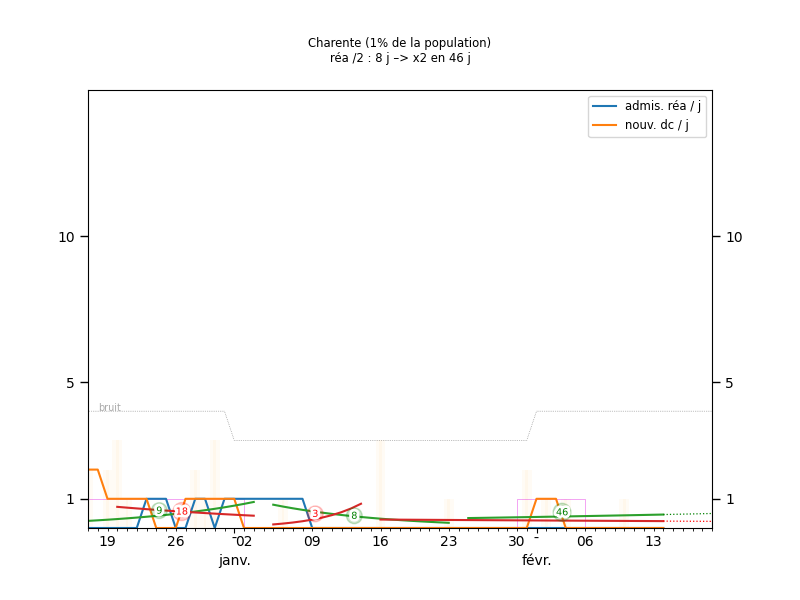 Charente (1% de la population)
réa /2 : 8 j –> x2 en 46 j
admis. réa / j
nouv. dc / j
10
10
5
5
bruit
1
1
9
18
3
8
46
19
26
02
09
16
23
30
06
13
janv.
févr.